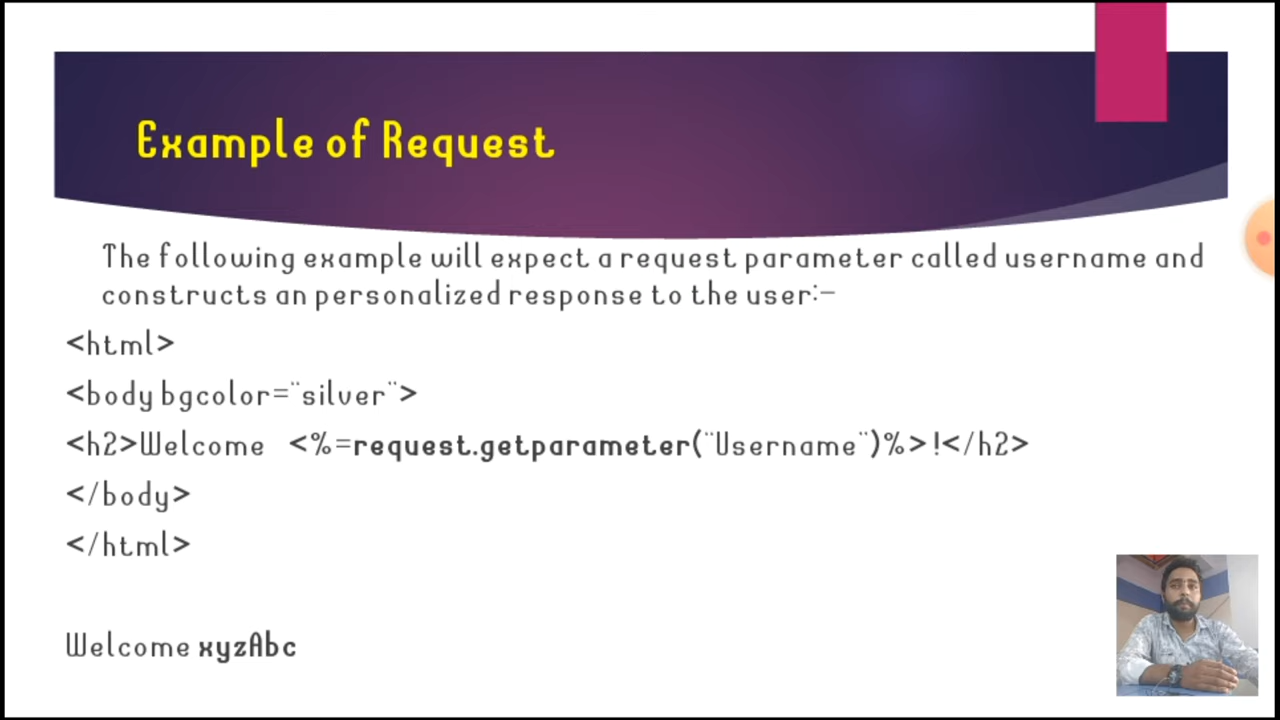 Example of Request
The following example will expect a request parameter called username and
constructs an personalized response to the user:-
<html>
<body bgcolor="silver">
<h2>Welcome <%=request.getparameter("Username")%>!</h2>
</body>
</html>
Welcome xyzAbc